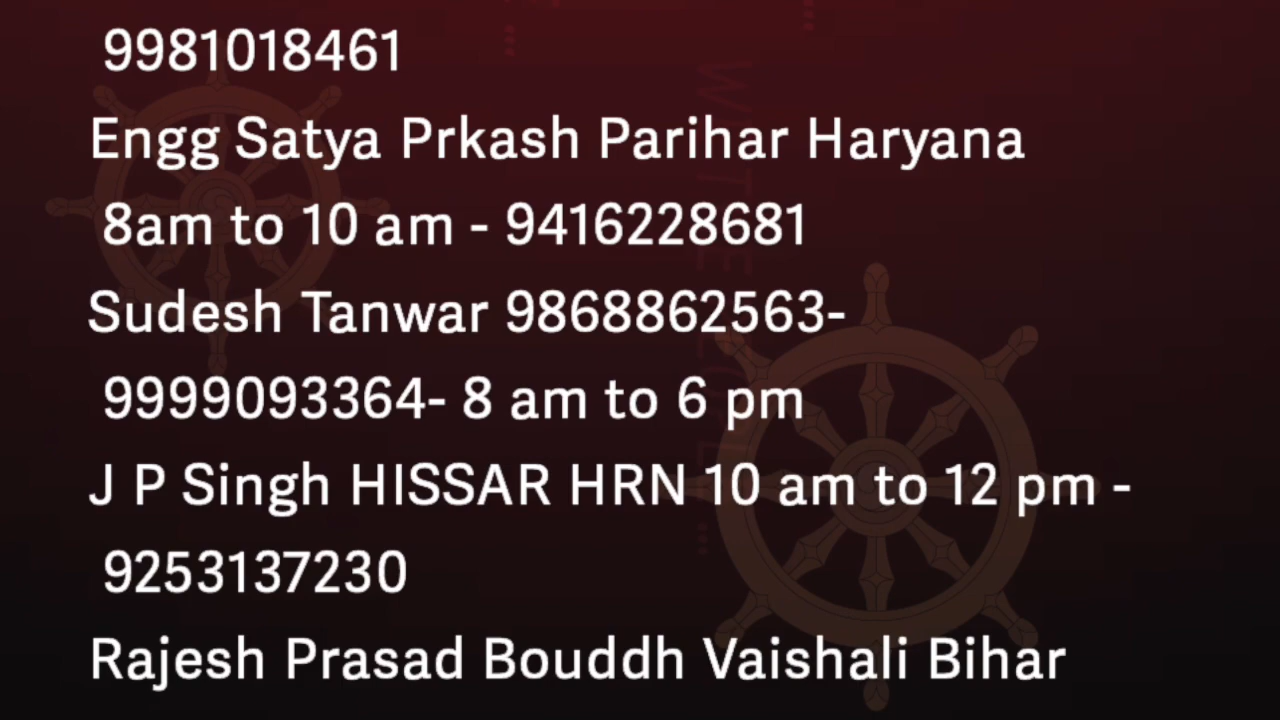 9981018461
Engg Satya Prkash Parihar Haryana
8am to 10 am - 9416228681
Sudesh Tanwar 9868862563-
9999093364- 8 am to 6 pm
J P Singh HISSAR HRN 10 am to 12 pm -
9253137230
Rajesh Prasad Bouddh Vaishali Bihar